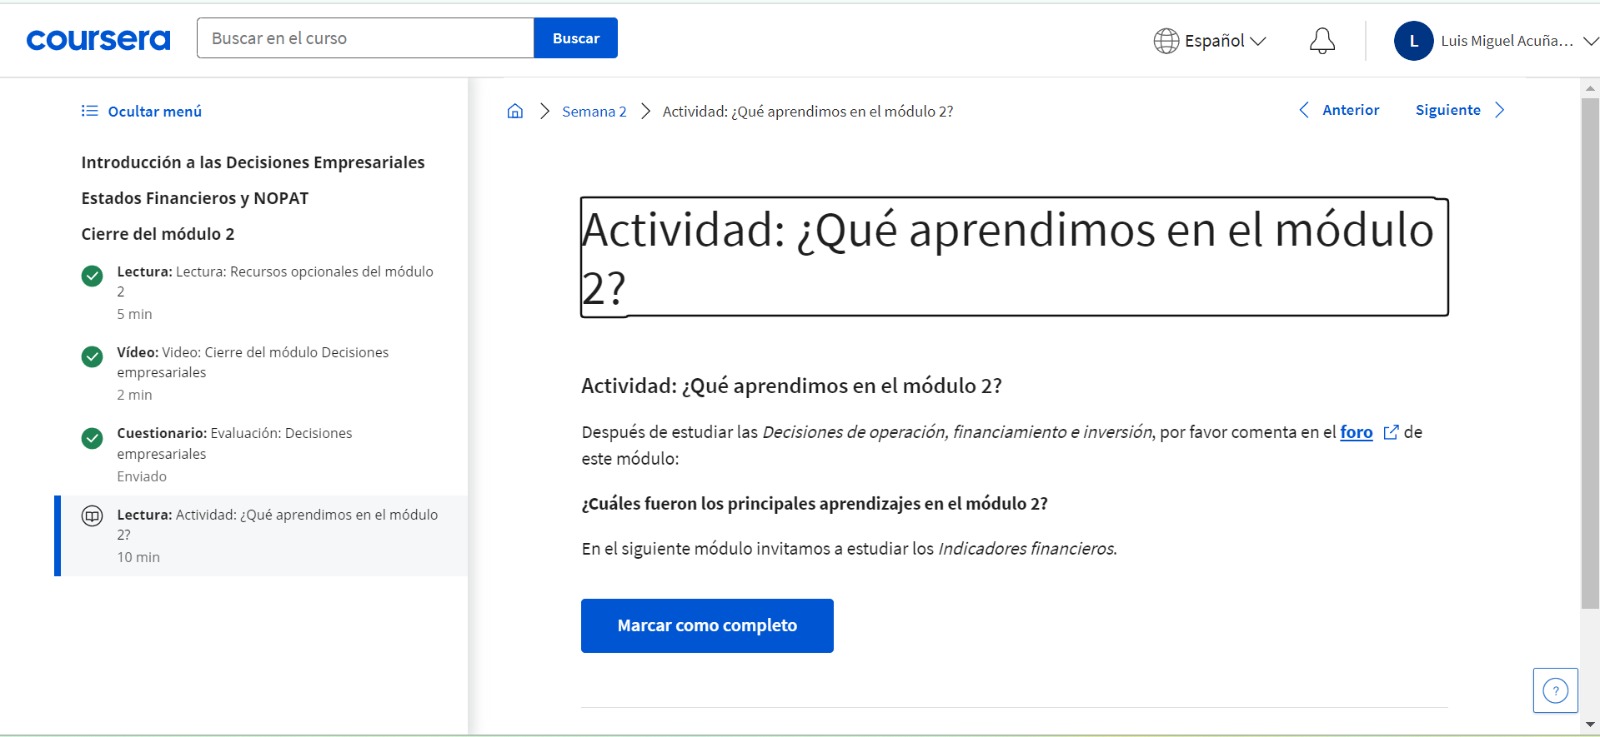 coursera
Buscar en el curso
Buscar
Español
L
Luis Miguel Acuña...
Ocultar menú
Introducción a las Decisiones Empresariales
Estados Financieros y NOPAT
Cierre del módulo 2
Lectura: Lectura: Recursos opcionales del módulo
2
5 min
Vídeo: Video: Cierre del módulo Decisiones
empresariales
2 min
Cuestionario: Evaluación: Decisiones
empresariales
Enviado
Lectura: Actividad: ¿Qué aprendimos en el módulo
2?
10 min
Semana 2
Actividad: ¿Qué aprendimos en el módulo 2?
Anterior
Siguiente
Actividad: ¿Qué aprendimos en el módulo
2?
Actividad: ¿Qué aprendimos en el módulo 2?
Después de estudiar las Decisiones de operación, financiamiento e inversión, por favor comenta en el foro de
este módulo:
¿Cuáles fueron los principales aprendizajes en el módulo 2?
En el siguiente módulo invitamos a estudiar los Indicadores financieros.
Marcar como completo
?